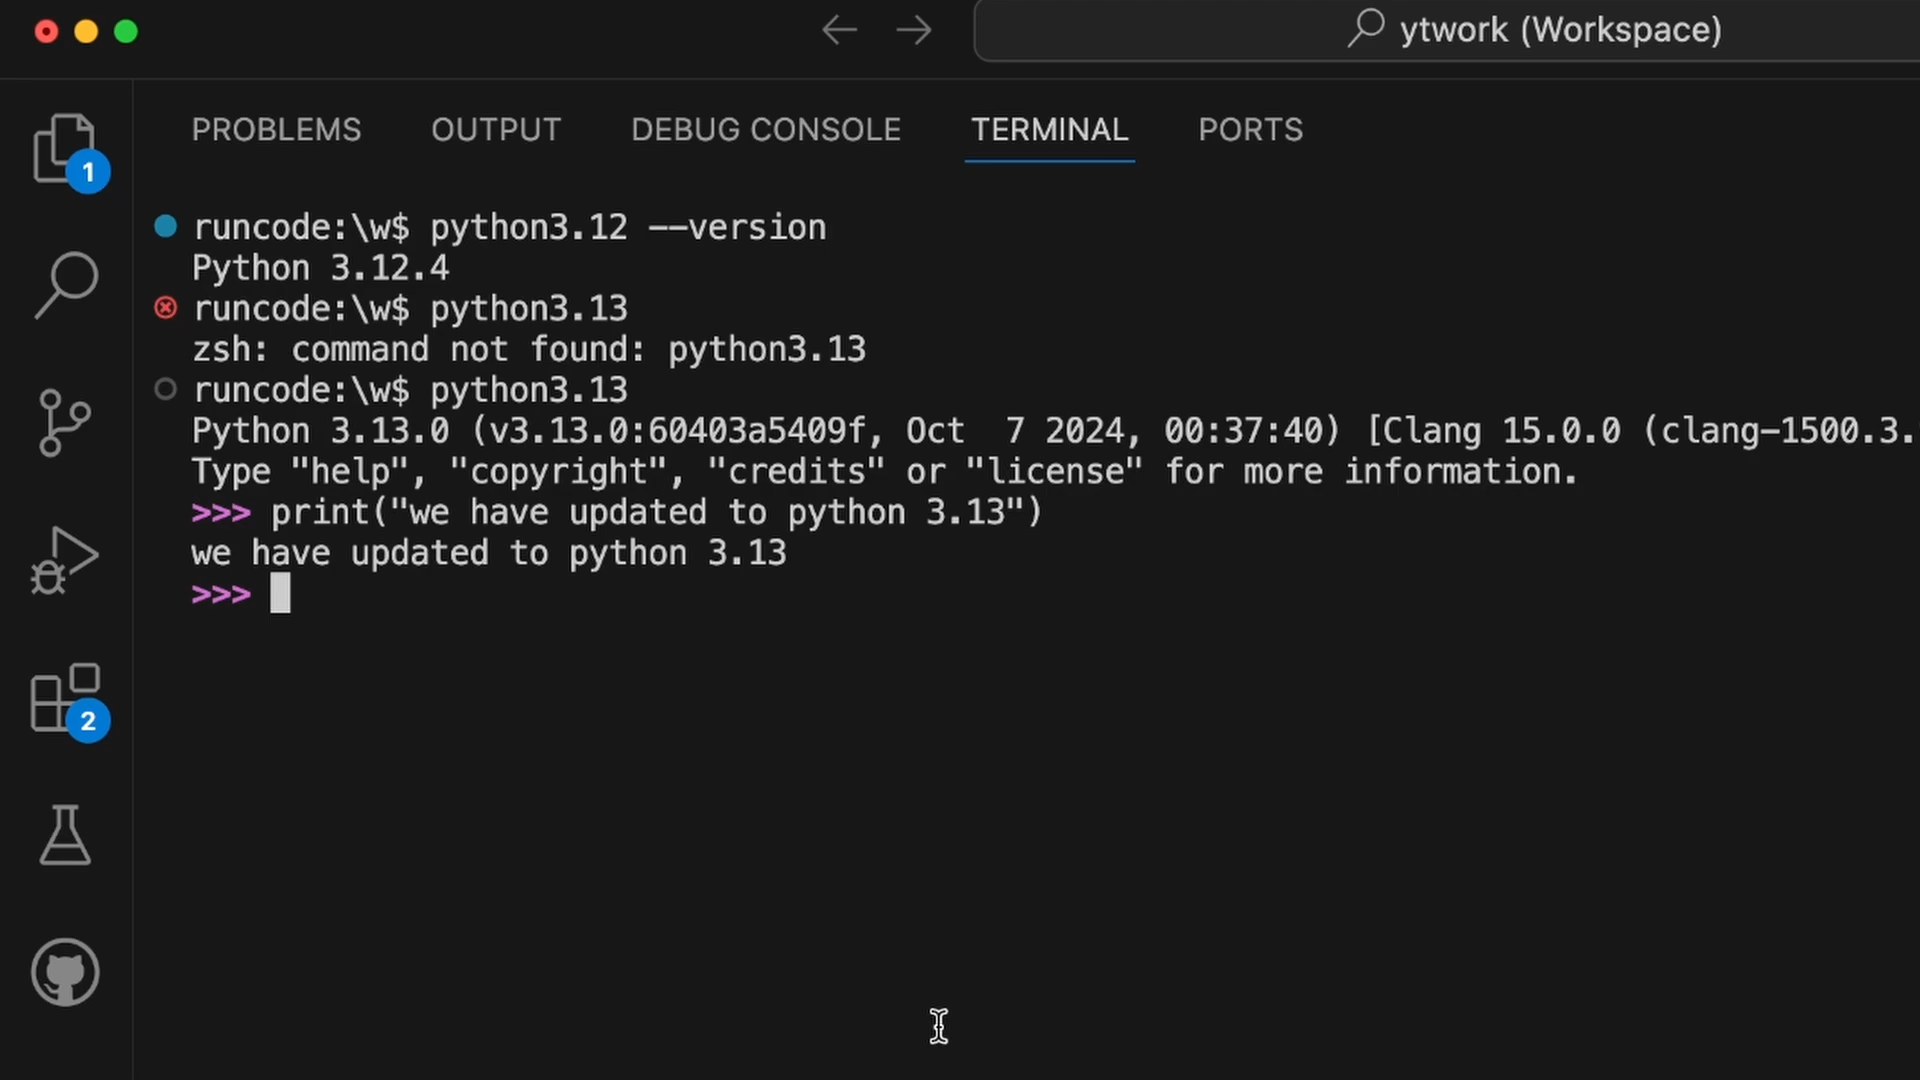 ytwork (Workspace)
PROBLEMS OUTPUT DEBUG CONSOLE TERMINAL PORTS
1
runcode:\w$ python3.12 --version
Python 3.12.4
runcode:\w$ python3.13
zsh: command not found: python3.13
runcode:\w$ python3.13
Python 3.13.0 (v3.13.0:60403a5409f, Oct  7 2024, 00:37:40) [Clang 15.0.0 (clang-1500.3.
Type "help", "copyright", "credits" or "license" for more information.
>>> print("we have updated to python 3.13")
we have updated to python 3.13
>>>
2